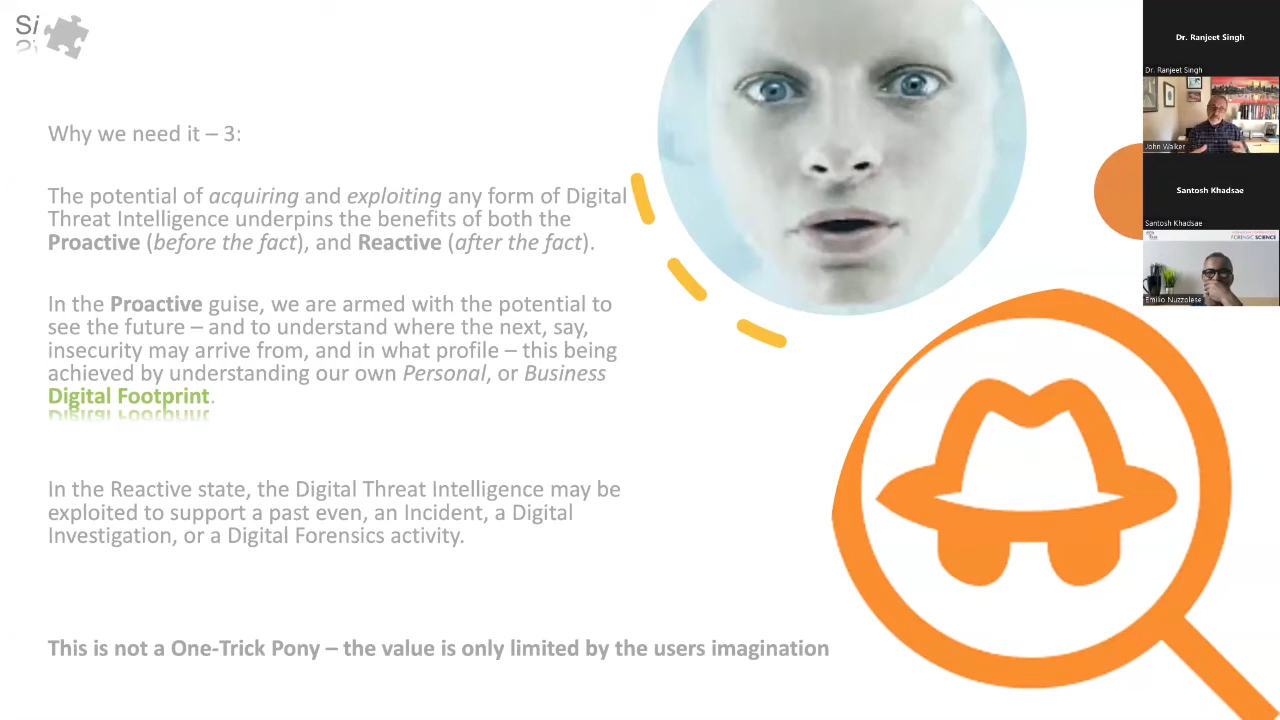 Si
Why we need it – 3:
The potential of acquiring and exploiting any form of Digital
Threat Intelligence underpins the benefits of both the
Proactive (before the fact), and Reactive (after the fact).
In the Proactive guise, we are armed with the potential to
see the future – and to understand where the next, say,
insecurity may arrive from, and in what profile – this being
achieved by understanding our own Personal, or Business
Digital Footprint.
In the Reactive state, the Digital Threat Intelligence may be
exploited to support a past even, an Incident, a Digital
Investigation, or a Digital Forensics activity.
This is not a One-Trick Pony – the value is only limited by the users imagination
Dr. Ranjeet Singh
Dr. Ranjeet Singh
John Walker
Santosh Khadsae
Santosh Khadsae
FORENSIC SCIENCE
Emilio Nuzzolese